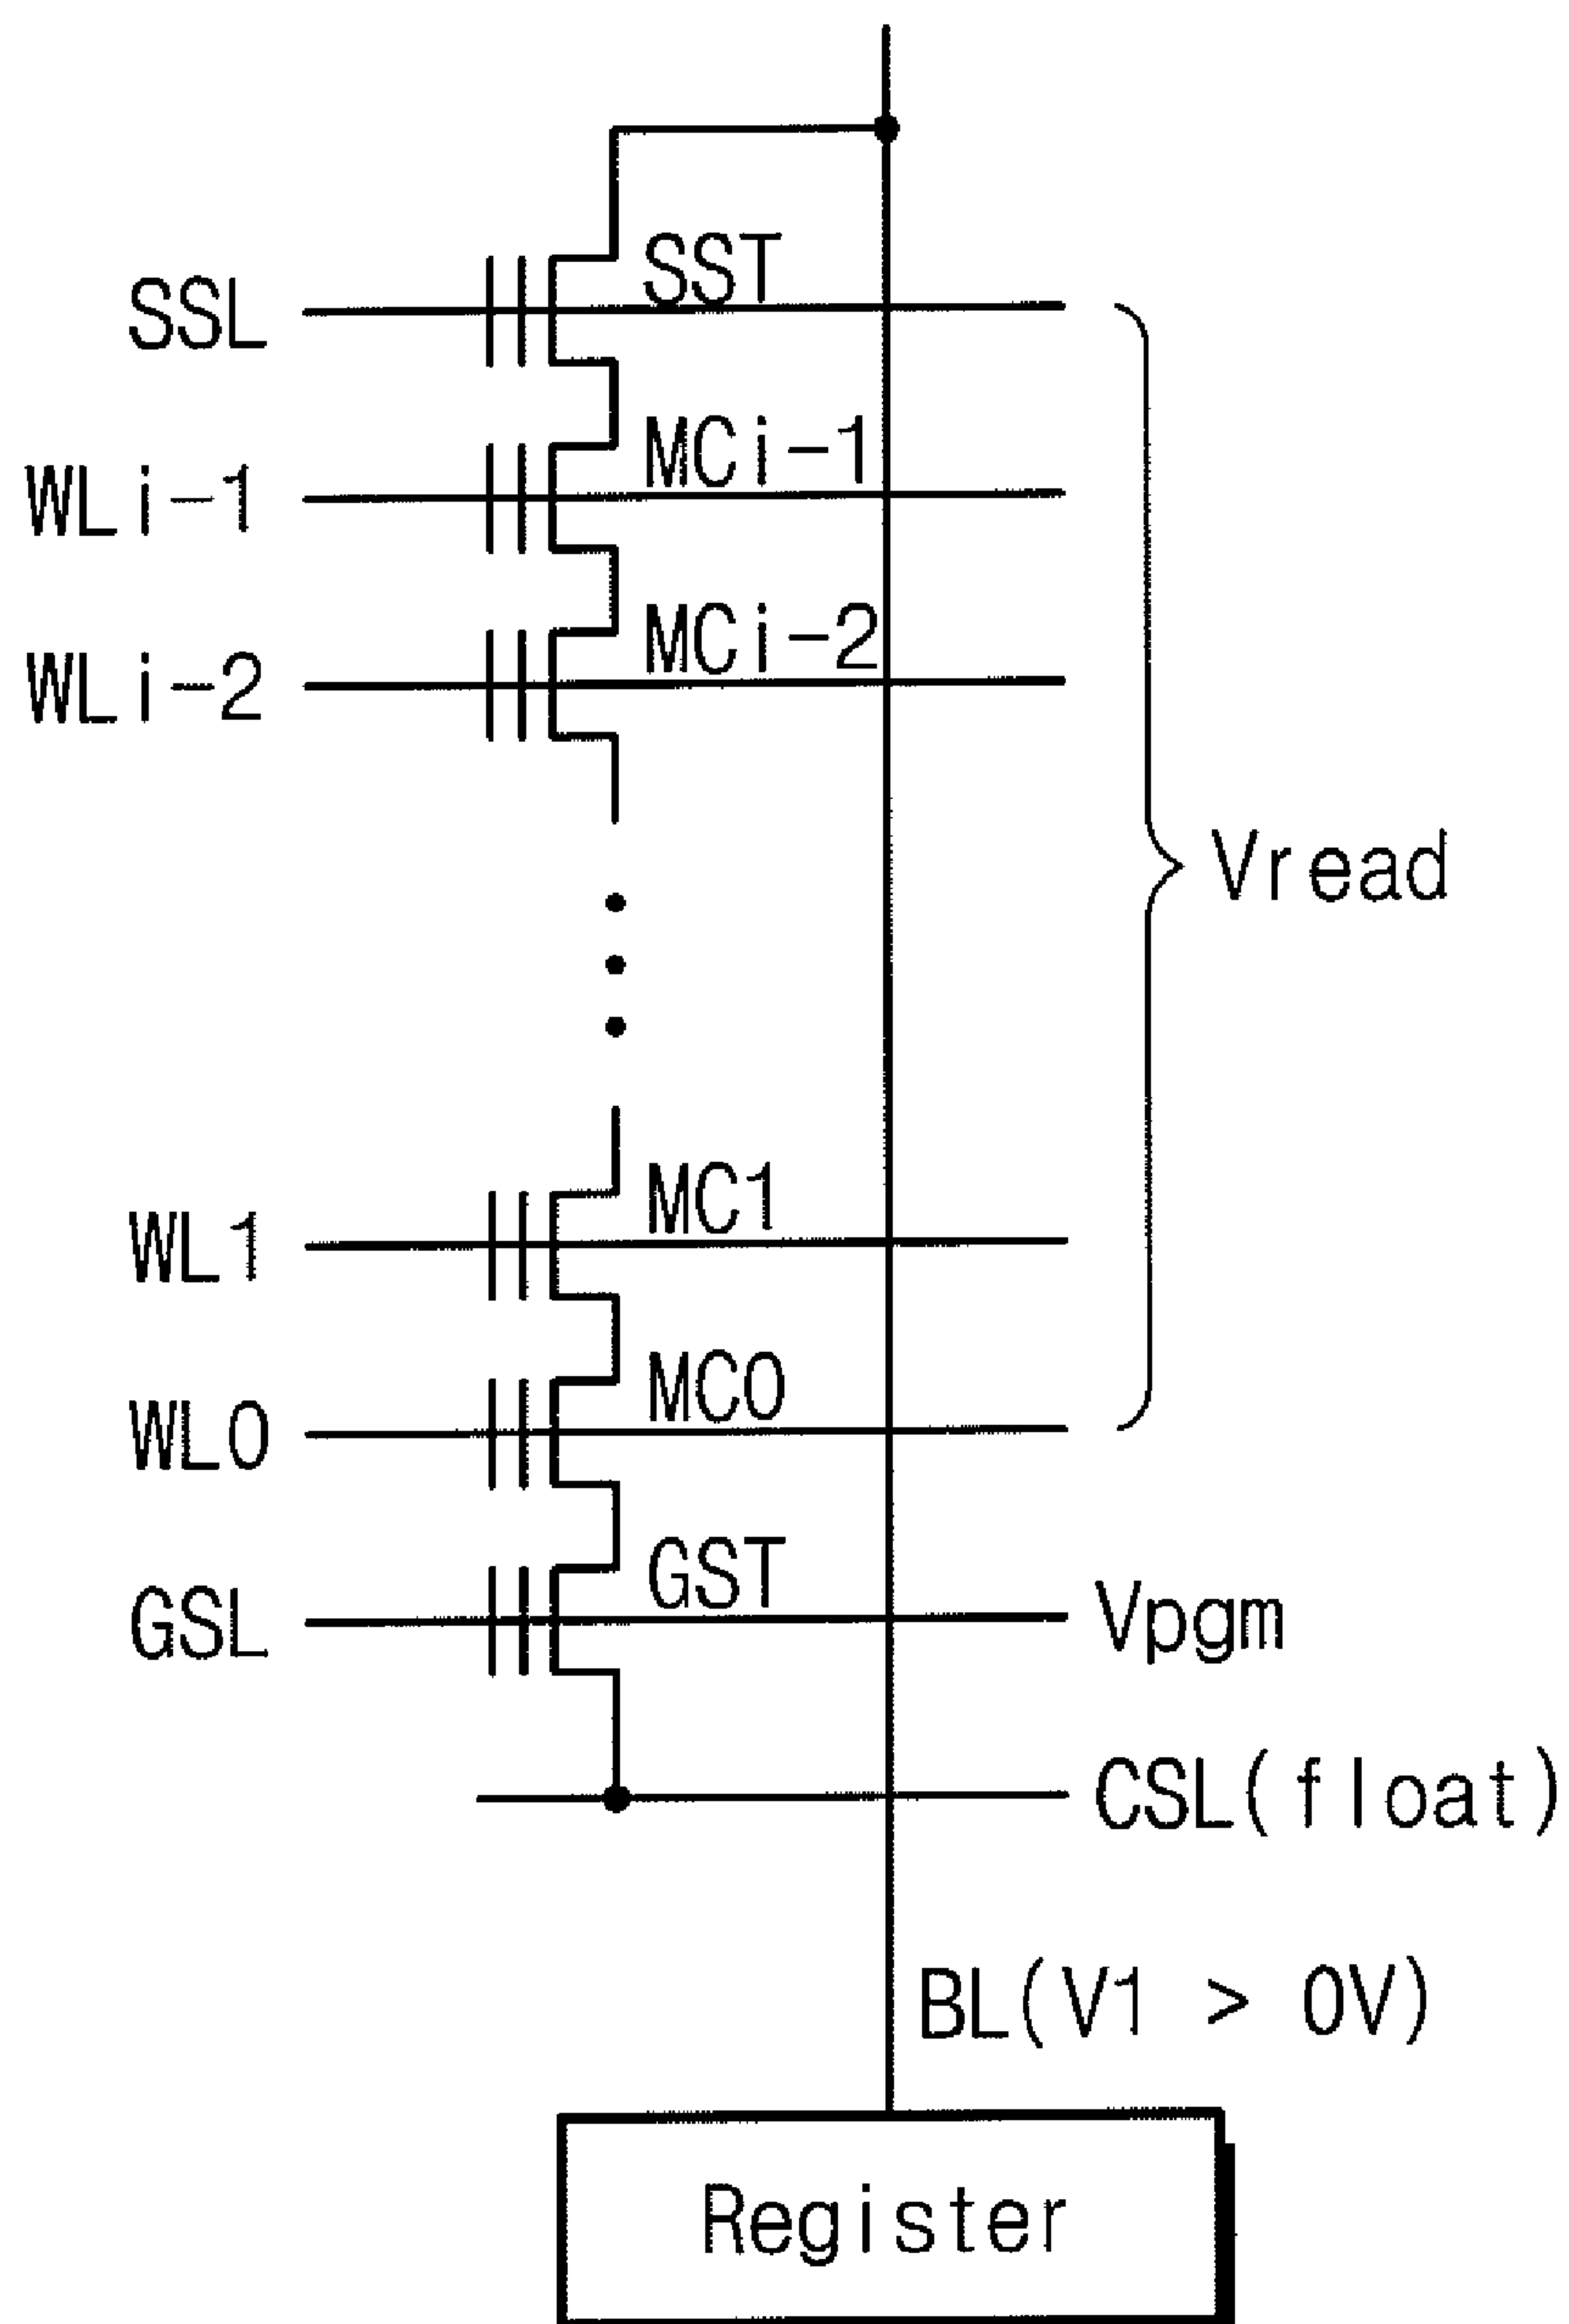 SST
SSL
MCi-1
WLi-1
MCi-2
WLi-2
Vread
MC1
WL1
MC0
WL0
GST
GSL
Vpgm
CSL(float)
BL(V1 > 0V)
Register